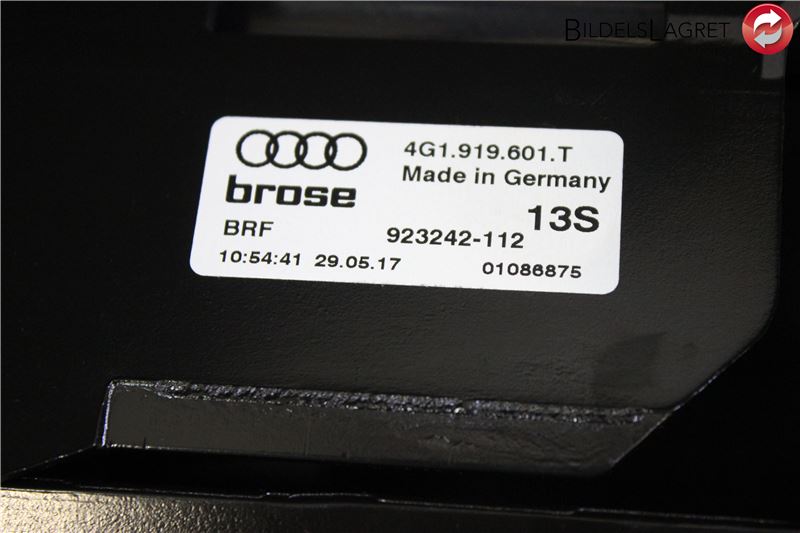 BILDELSLAGRET
4G1.919.601.T
Made in Germany
brose
13S
BRF
923242-112
10:54:41 29.05.17
01086875